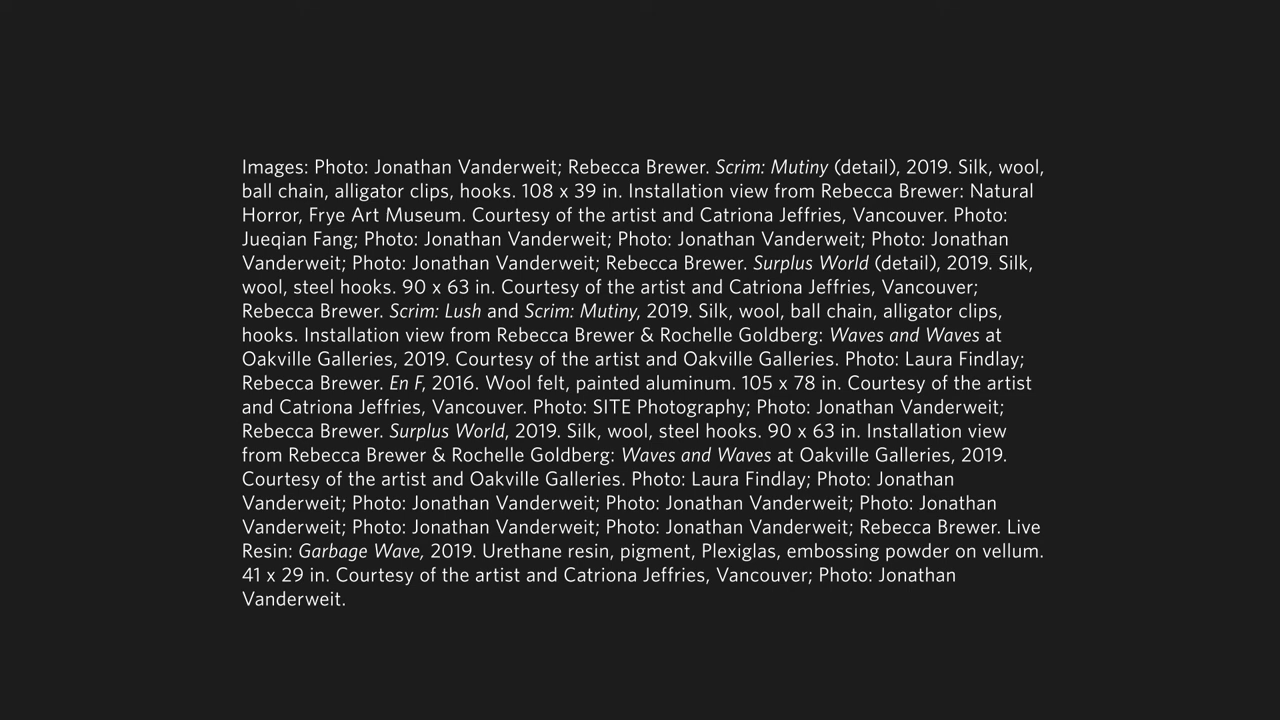 Images: Photo: Jonathan Vanderweit; Rebecca Brewer. Scrim: Mutiny (detail), 2019. Silk, wool,
ball chain, alligator clips, hooks. 108 x 39 in. Installation view from Rebecca Brewer: Natural
Horror, Frye Art Museum. Courtesy of the artist and Catriona Jeffries, Vancouver. Photo:
Jueqian Fang; Photo: Jonathan Vanderweit; Photo: Jonathan Vanderweit; Photo: Jonathan
Vanderweit; Photo: Jonathan Vanderweit; Rebecca Brewer. Surplus World (detail), 2019. Silk,
wool, steel hooks. 90 x 63 in. Courtesy of the artist and Catriona Jeffries, Vancouver;
Rebecca Brewer. Scrim: Lush and Scrim: Mutiny, 2019. Silk, wool, ball chain, alligator clips,
hooks. Installation view from Rebecca Brewer & Rochelle Goldberg: Waves and Waves at
Oakville Galleries, 2019. Courtesy of the artist and Oakville Galleries. Photo: Laura Findlay;
Rebecca Brewer. En F, 2016. Wool felt, painted aluminum. 105 x 78 in. Courtesy of the artist
and Catriona Jeffries, Vancouver. Photo: SITE Photography; Photo: Jonathan Vanderweit;
Rebecca Brewer. Surplus World, 2019. Silk, wool, steel hooks. 90 x 63 in. Installation view
from Rebecca Brewer & Rochelle Goldberg: Waves and Waves at Oakville Galleries, 2019.
Courtesy of the artist and Oakville Galleries. Photo: Laura Findlay; Photo: Jonathan
Vanderweit; Photo: Jonathan Vanderweit; Photo: Jonathan Vanderweit; Photo: Jonathan
Vanderweit; Photo: Jonathan Vanderweit; Photo: Jonathan Vanderweit; Rebecca Brewer. Live
Resin: Garbage Wave, 2019. Urethane resin, pigment, Plexiglas, embossing powder on vellum.
41 x 29 in. Courtesy of the artist and Catriona Jeffries, Vancouver; Photo: Jonathan
Vanderweit.